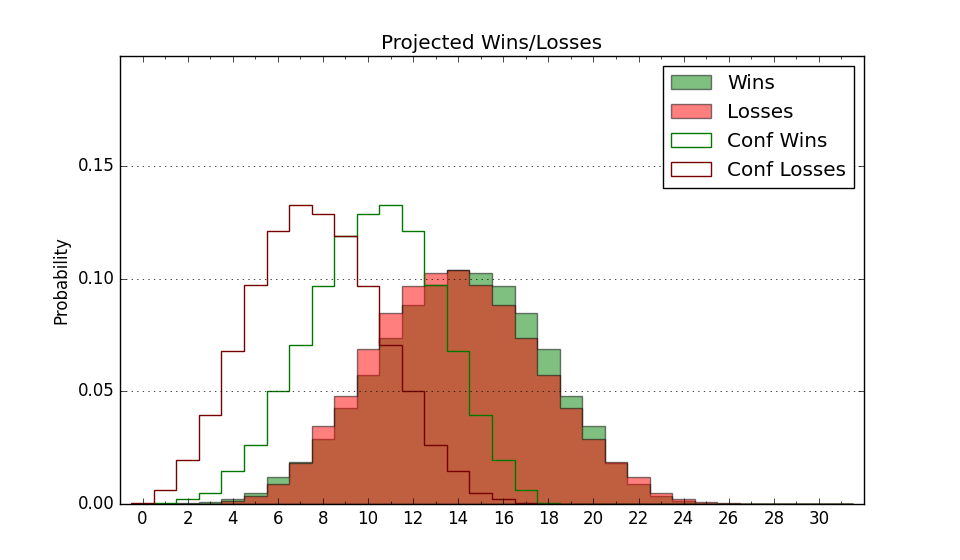 Projected Wins/Losses
Wins
Losses
Conf Wins
Conf Losses
Probability
0.15
0.10
0.05
0.00
0 2 4 6 8 10 12 14 16 18 20 22 24 26 28 30